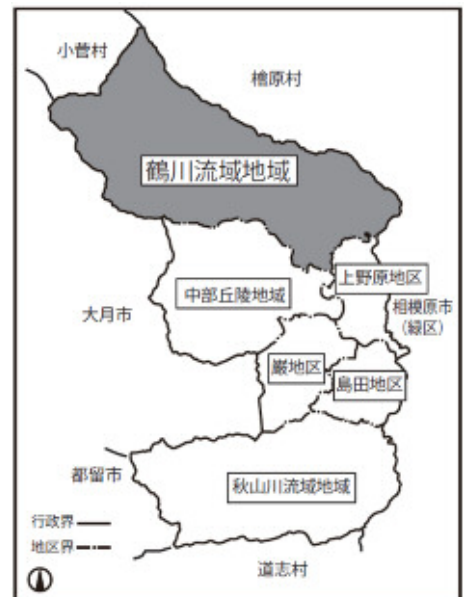 小菅村
檜原村
鶴川流域地域
上野原地区
中部丘陵地域
相模原市
(緑区)
大月市
巌地区
島田地区
都留市
秋山川流域地域
行政界
地区界
道志村